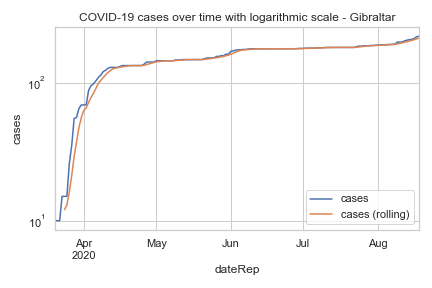 COVID-19 cases over time with logarithmic scale - Gibraltar
cases
10²
10¹
cases
cases (rolling)
Apr
2020
May
Jun
Jul
Aug
dateRep